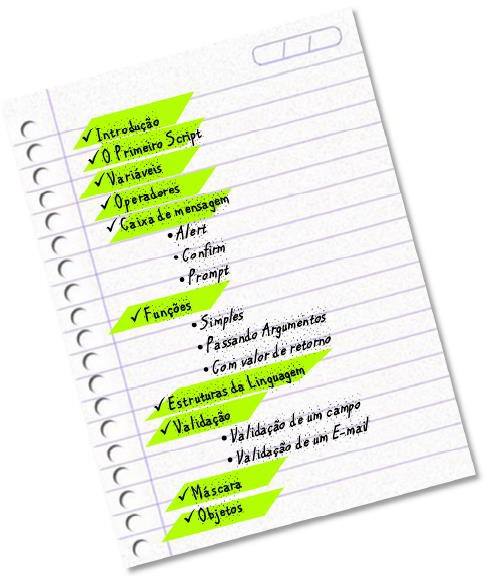 ✓ Introdução
✓ O Primeiro Script
✓ Variáveis
✓ Operadores
✓ Caixa de mensagem
• Alert
• Confirm
• Prompt
✓ Funções
• Simples
• Passando Argumentos
• Com valor de retorno
✓ Estruturas da Linguagem
✓ Validação
• Validação de um campo
• Validação de um E-mail
✓ Máscara
✓ Objetos